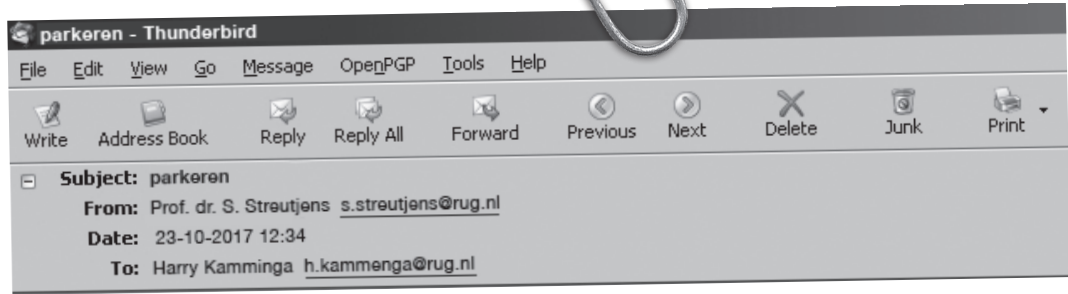 parkeren - Thunderbird
File Edit View Go Message OpenPGP Tools Help
Write Address Book Reply Reply All Forward Previous Next Delete Junk Print
Subject: parkeren
From: Prof. dr. S. Streutjens s.streutjens@rug.nl
Date: 23-10-2017 12:34
To: Harry Kamminga h.kammenga@rug.nl